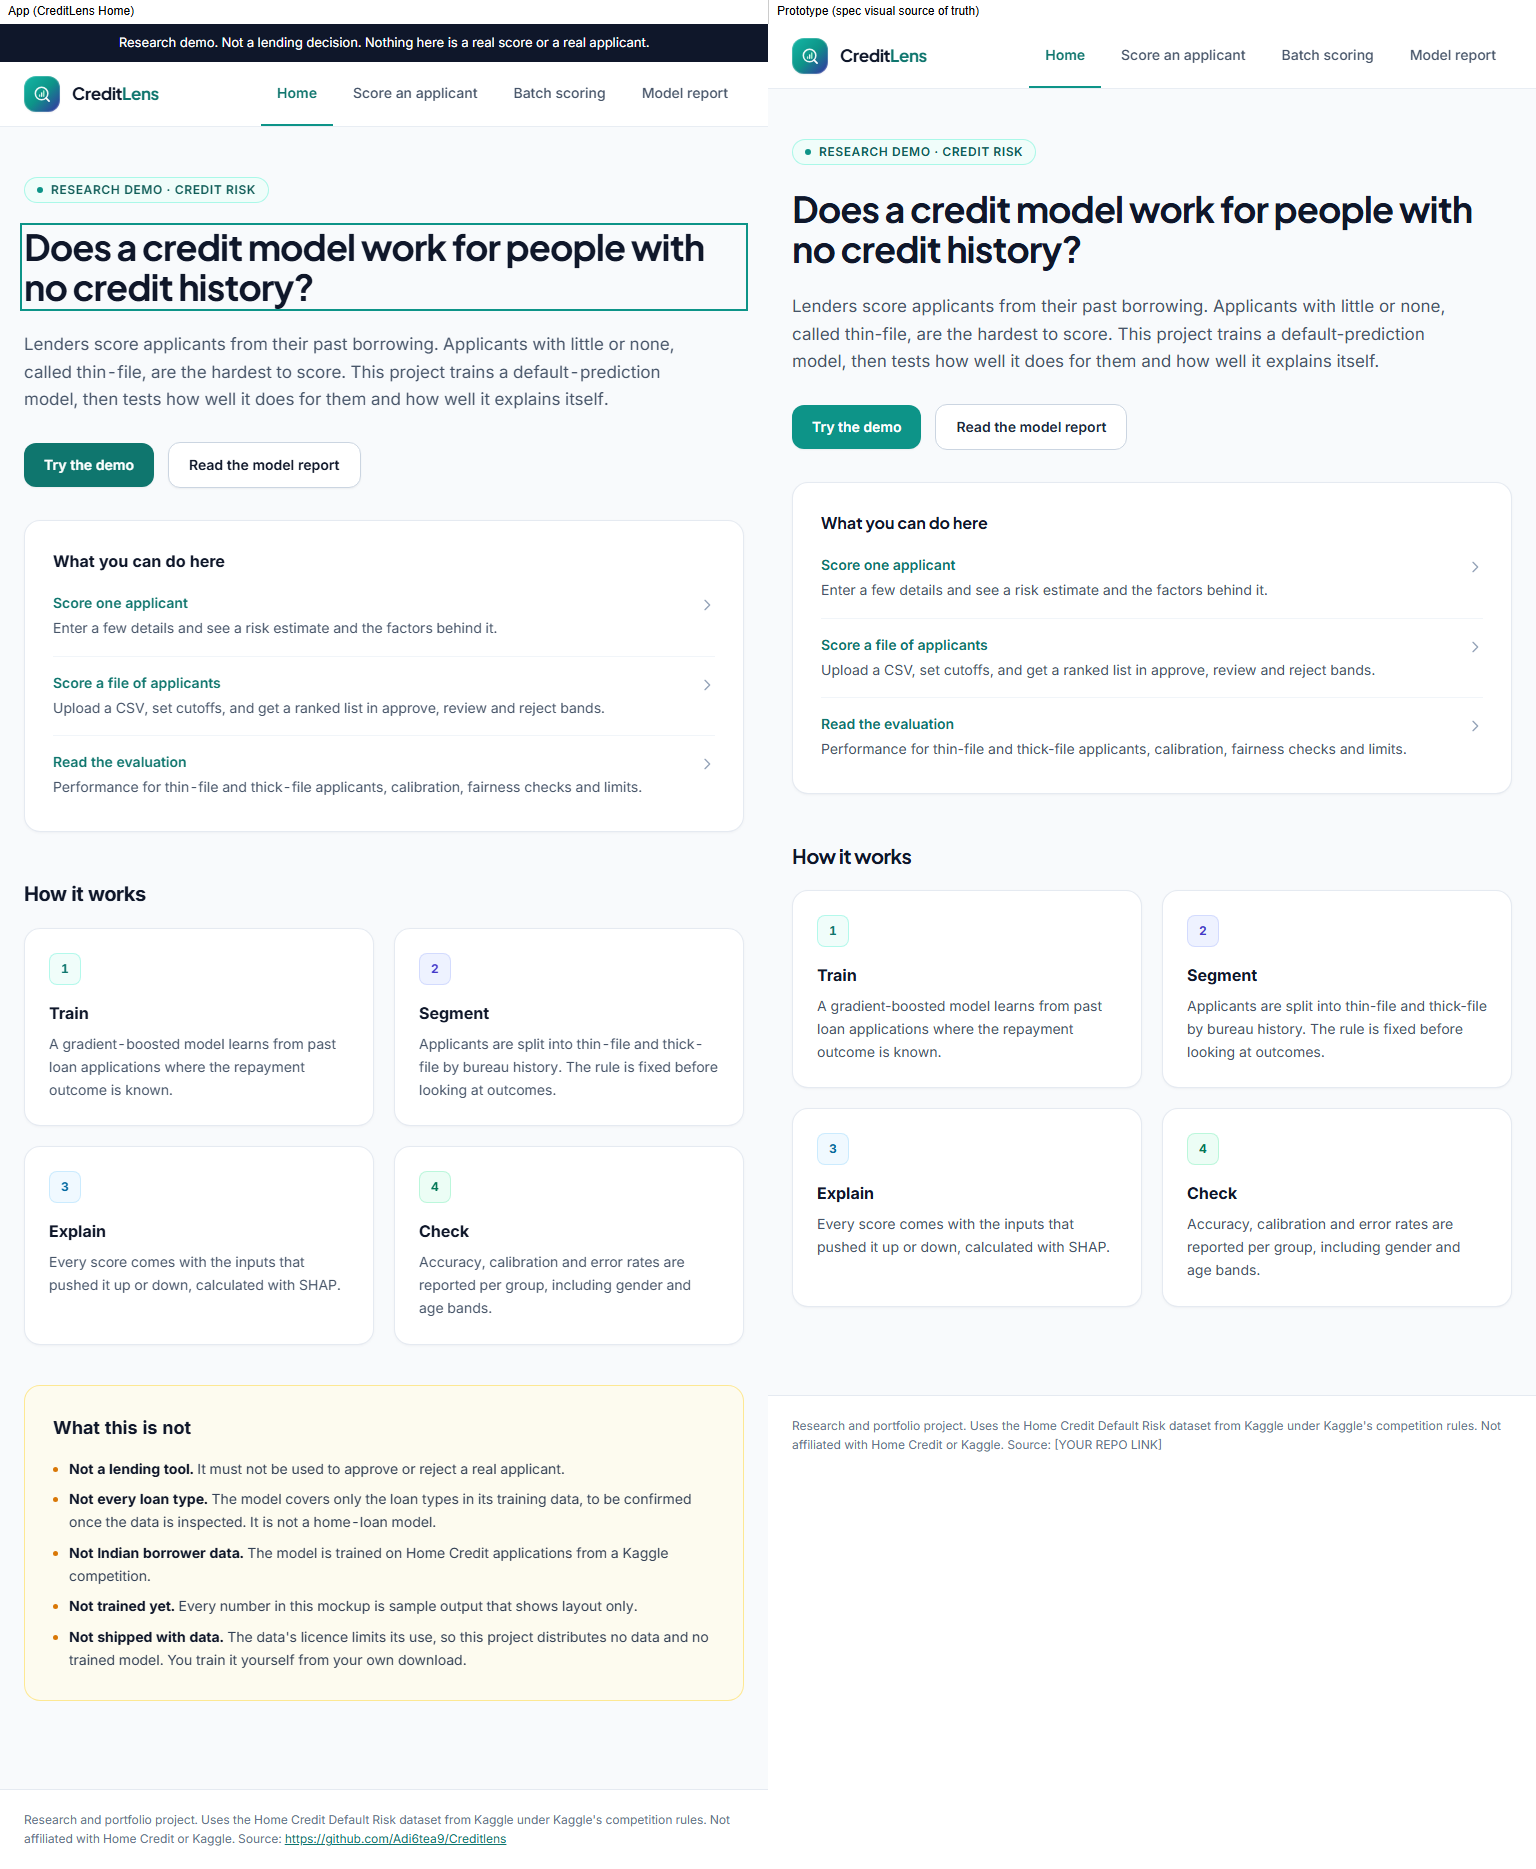 App (CreditLens Home)
Research demo. Not a lending decision. Nothing here is a real score or a real applicant.
CreditLens
Home
Score an applicant
Batch scoring
Model report
RESEARCH DEMO · CREDIT RISK
Does a credit model work for people with
no credit history?
Lenders score applicants from their past borrowing. Applicants with little or none,
called thin-file, are the hardest to score. This project trains a default-prediction
model, then tests how well it does for them and how well it explains itself.
Try the demo
Read the model report
What you can do here
Score one applicant
Enter a few details and see a risk estimate and the factors behind it.
Score a file of applicants
Upload a CSV, set cutoffs, and get a ranked list in approve, review and reject bands.
Read the evaluation
Performance for thin-file and thick-file applicants, calibration, fairness checks and limits.
How it works
1
Train
A gradient-boosted model learns from past
loan applications where the repayment
outcome is known.
2
Segment
Applicants are split into thin-file and thick-
file by bureau history. The rule is fixed before
looking at outcomes.
3
Explain
Every score comes with the inputs that
pushed it up or down, calculated with SHAP.
4
Check
Accuracy, calibration and error rates are
reported per group, including gender and
age bands.
What this is not
Not a lending tool. It must not be used to approve or reject a real applicant.
Not every loan type. The model covers only the loan types in its training data, to be confirmed
once the data is inspected. It is not a home-loan model.
Not Indian borrower data. The model is trained on Home Credit applications from a Kaggle
competition.
Not trained yet. Every number in this mockup is sample output that shows layout only.
Not shipped with data. The data's licence limits its use, so this project distributes no data and no
trained model. You train it yourself from your own download.
Research and portfolio project. Uses the Home Credit Default Risk dataset from Kaggle under Kaggle's competition rules. Not
affiliated with Home Credit or Kaggle. Source: https://github.com/Adi6tea9/Creditlens
Prototype (spec visual source of truth)
CreditLens
Home
Score an applicant
Batch scoring
Model report
RESEARCH DEMO · CREDIT RISK
Does a credit model work for people with
no credit history?
Lenders score applicants from their past borrowing. Applicants with little or none,
called thin-file, are the hardest to score. This project trains a default-prediction
model, then tests how well it does for them and how well it explains itself.
Try the demo
Read the model report
What you can do here
Score one applicant
Enter a few details and see a risk estimate and the factors behind it.
Score a file of applicants
Upload a CSV, set cutoffs, and get a ranked list in approve, review and reject bands.
Read the evaluation
Performance for thin-file and thick-file applicants, calibration, fairness checks and limits.
How it works
1
Train
A gradient-boosted model learns from past
loan applications where the repayment
outcome is known.
2
Segment
Applicants are split into thin-file and thick-file
by bureau history. The rule is fixed before
looking at outcomes.
3
Explain
Every score comes with the inputs that
pushed it up or down, calculated with SHAP.
4
Check
Accuracy, calibration and error rates are
reported per group, including gender and
age bands.
Research and portfolio project. Uses the Home Credit Default Risk dataset from Kaggle under Kaggle's competition rules. Not
affiliated with Home Credit or Kaggle. Source: [YOUR REPO LINK]